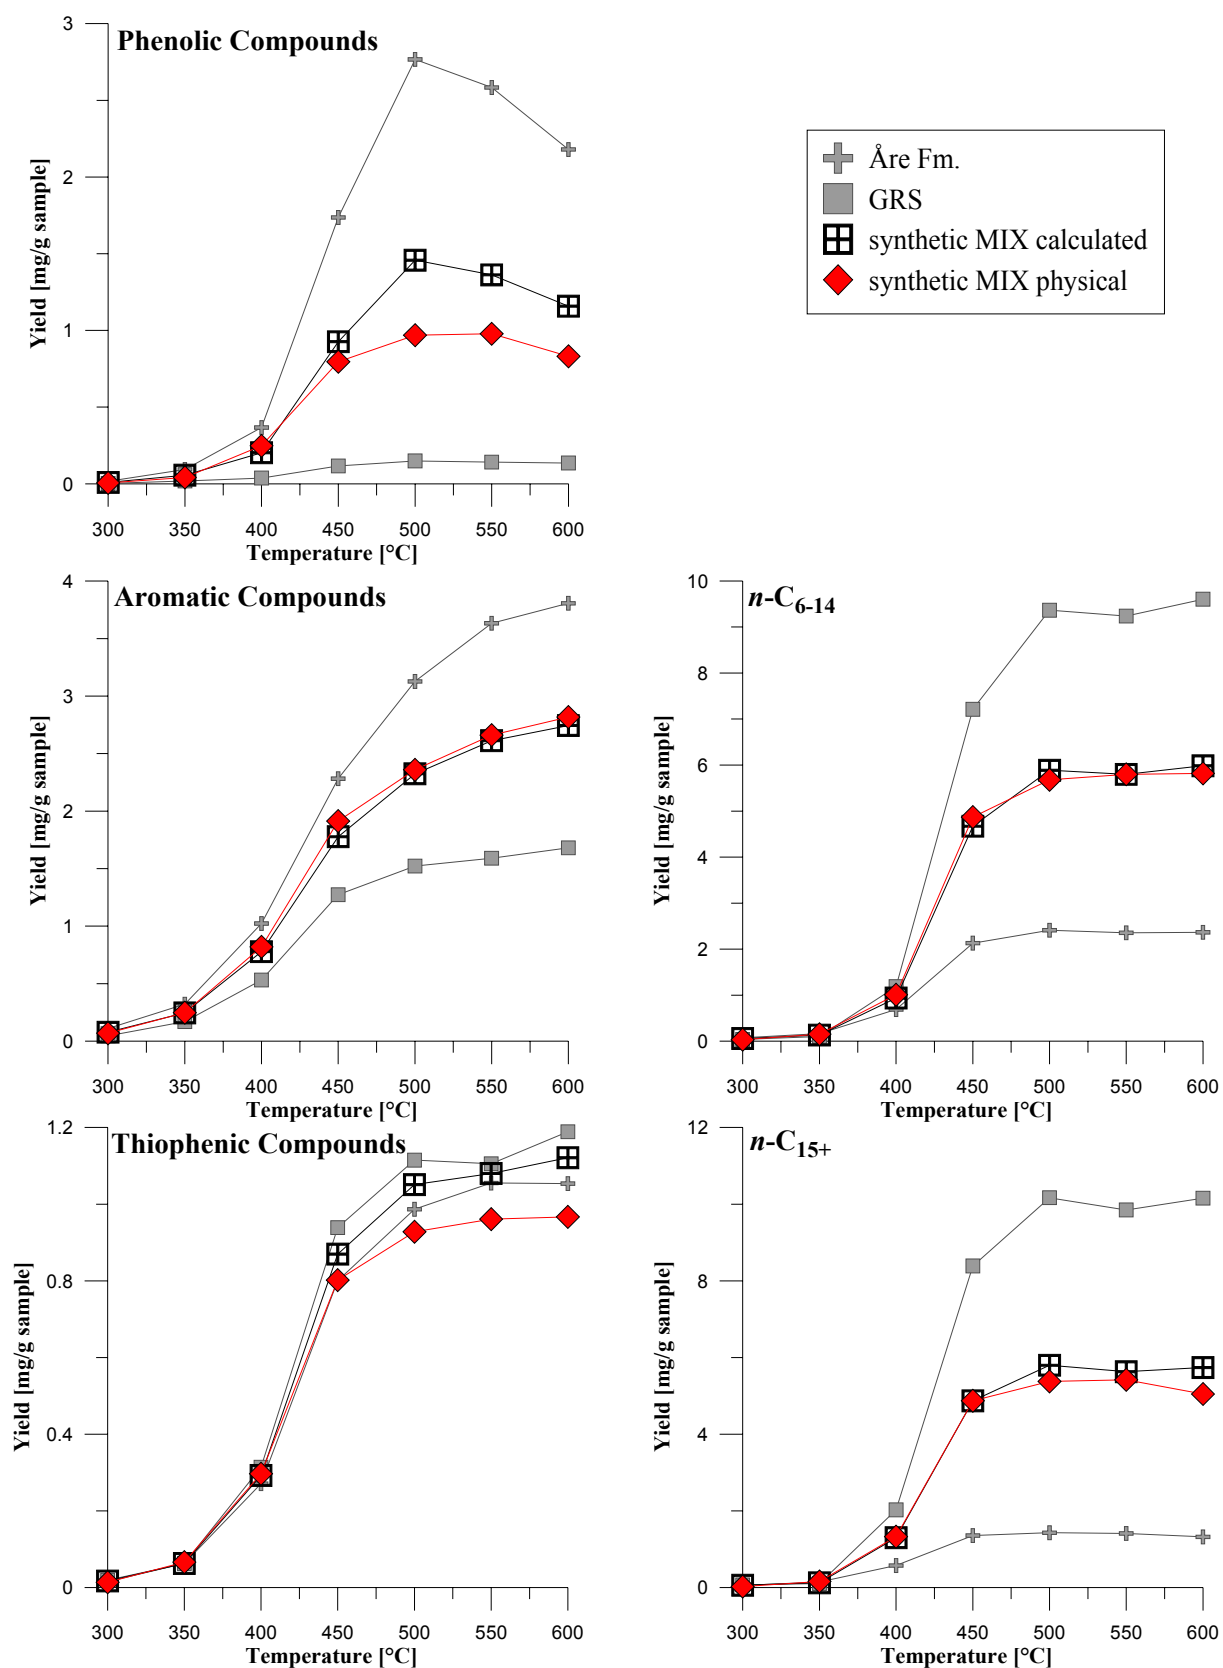 Phenolic Compounds
3
2
1
0
Yield [mg/g sample]
300 350 400 450 500 550 600
Temperature [°C]
Åre Fm.
GRS
synthetic MIX calculated
synthetic MIX physical
Aromatic Compounds
4
3
2
1
0
Yield [mg/g sample]
300 350 400 450 500 550 600
Temperature [°C]
n-C6-14
10
8
6
4
2
0
Yield [mg/g sample]
300 350 400 450 500 550 600
Temperature [°C]
Thiophenic Compounds
1.2
0.8
0.4
0
Yield [mg/g sample]
300 350 400 450 500 550 600
Temperature [°C]
n-C15+
12
8
4
0
Yield [mg/g sample]
300 350 400 450 500 550 600
Temperature [°C]